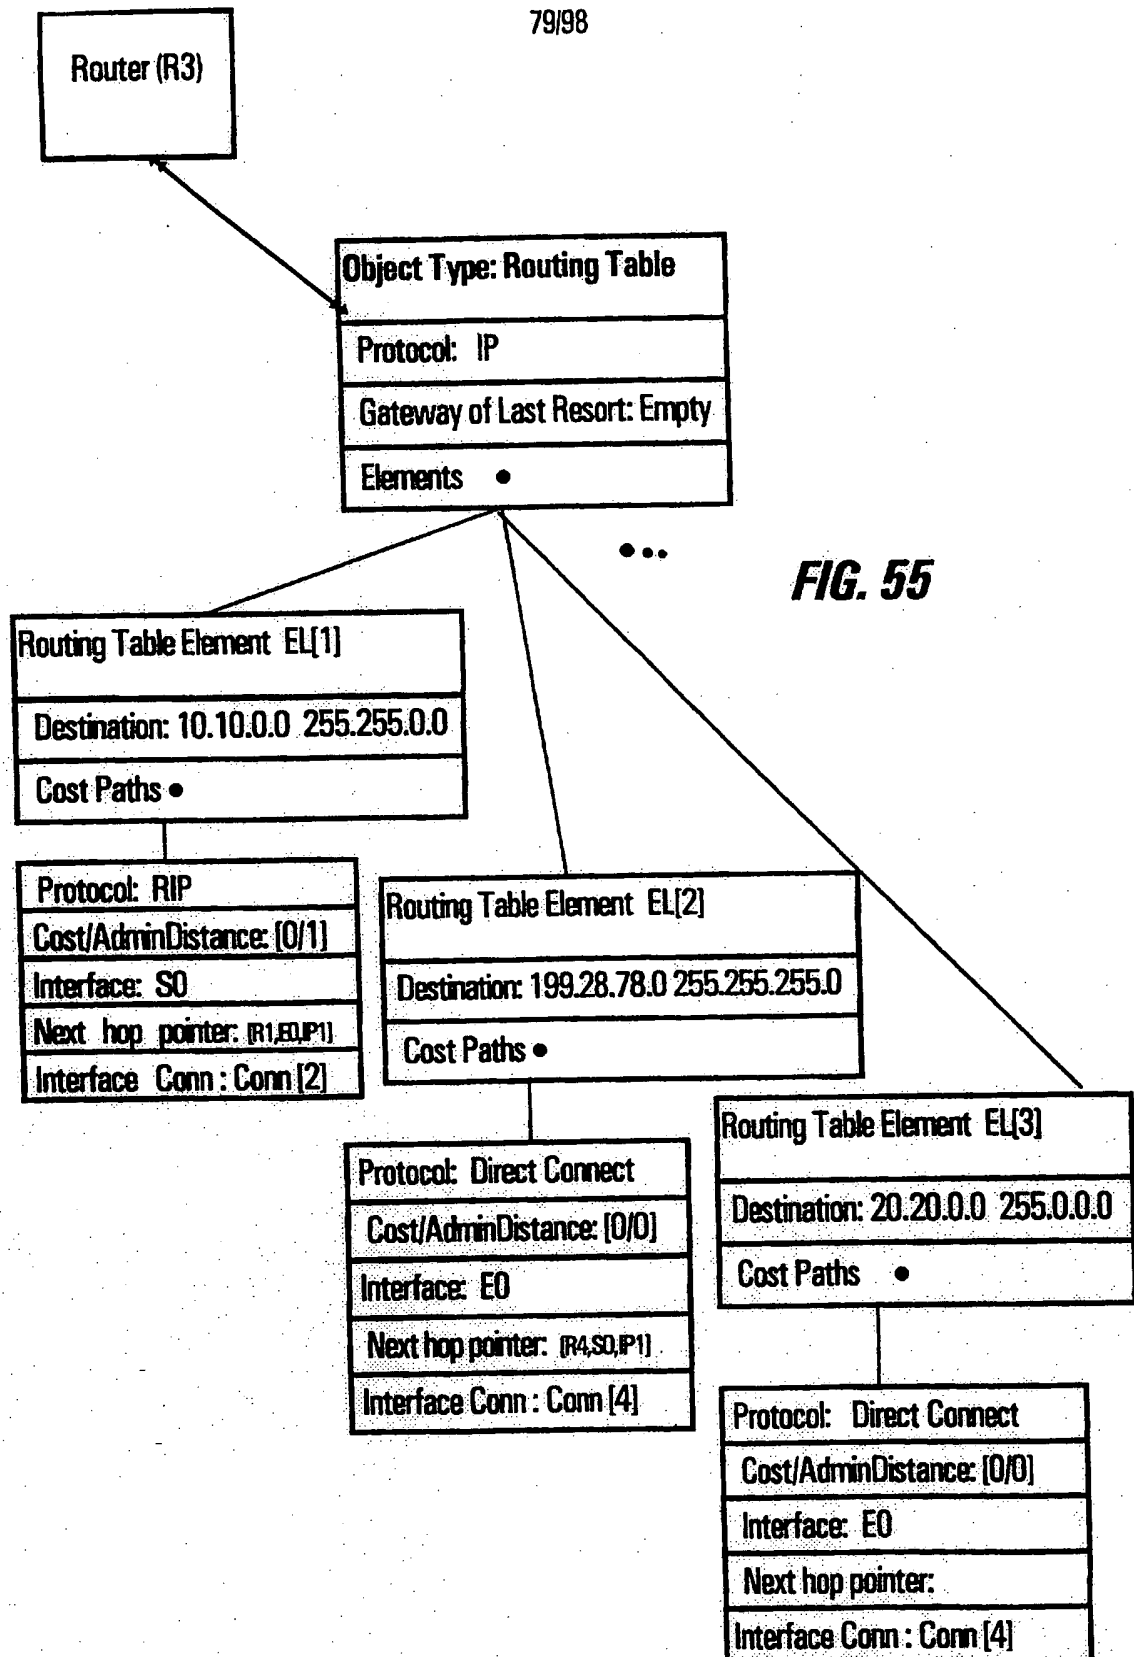 79/98
Router (R3)
Object Type: Routing Table
Protocol: IP
Gateway of Last Resort: Empty
Elements •
•••
FIG. 55
Routing Table Element EL[1]
Destination: 10.10.0.0 255.255.0.0
Cost Paths •
Protocol: RIP
Cost/AdminDistance: [0/1]
Interface: S0
Next hop pointer: [R1,E0,IP1]
Interface Conn : Conn [2]
Routing Table Element EL[2]
Destination: 199.28.78.0 255.255.255.0
Cost Paths •
Protocol: Direct Connect
Cost/AdminDistance: [0/0]
Interface: E0
Next hop pointer: [R4,S0,IP1]
Interface Conn : Conn [4]
Routing Table Element EL[3]
Destination: 20.20.0.0 255.0.0.0
Cost Paths •
Protocol: Direct Connect
Cost/AdminDistance: [0/0]
Interface: E0
Next hop pointer:
Interface Conn : Conn [4]